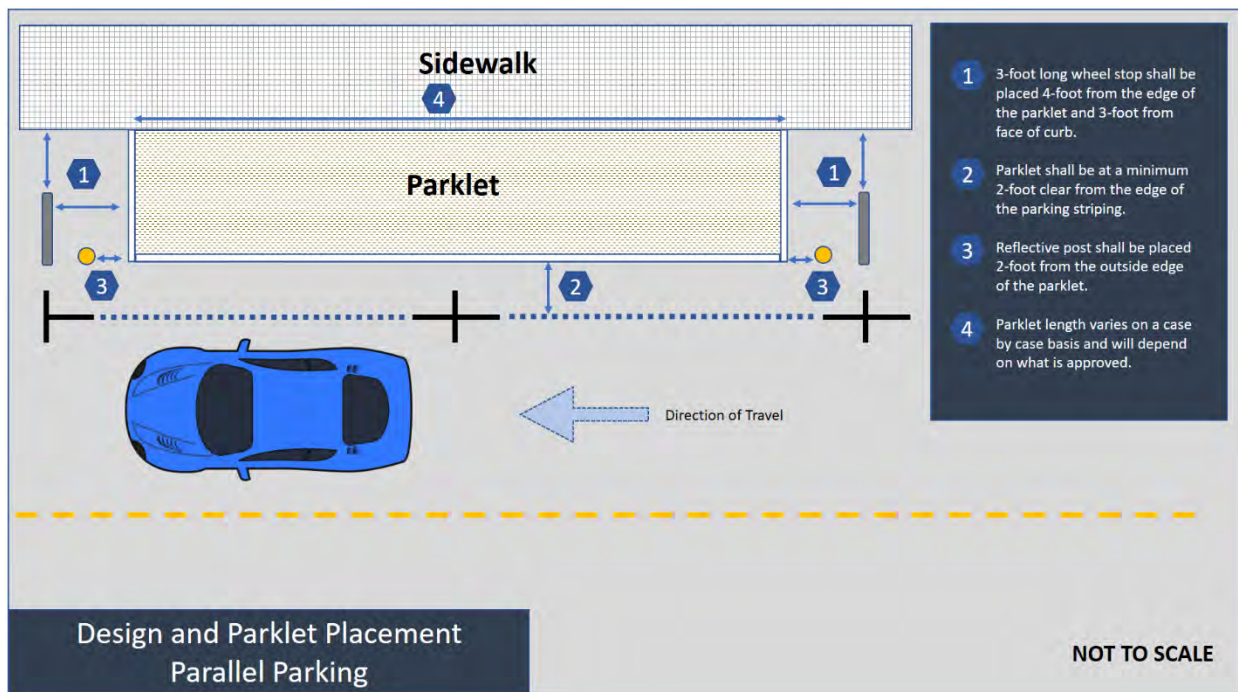 Sidewalk
4
1
1
Parklet
3
2
3
Direction of Travel
1
3-foot long wheel stop shall be
placed 4-foot from the edge of
the parklet and 3-foot from
face of curb.
2
Parklet shall be at a minimum
2-foot clear from the edge of
the parking striping.
3
Reflective post shall be placed
2-foot from the outside edge
of the parklet.
4
Parklet length varies on a case
by case basis and will depend
on what is approved.
Design and Parklet Placement
Parallel Parking
NOT TO SCALE